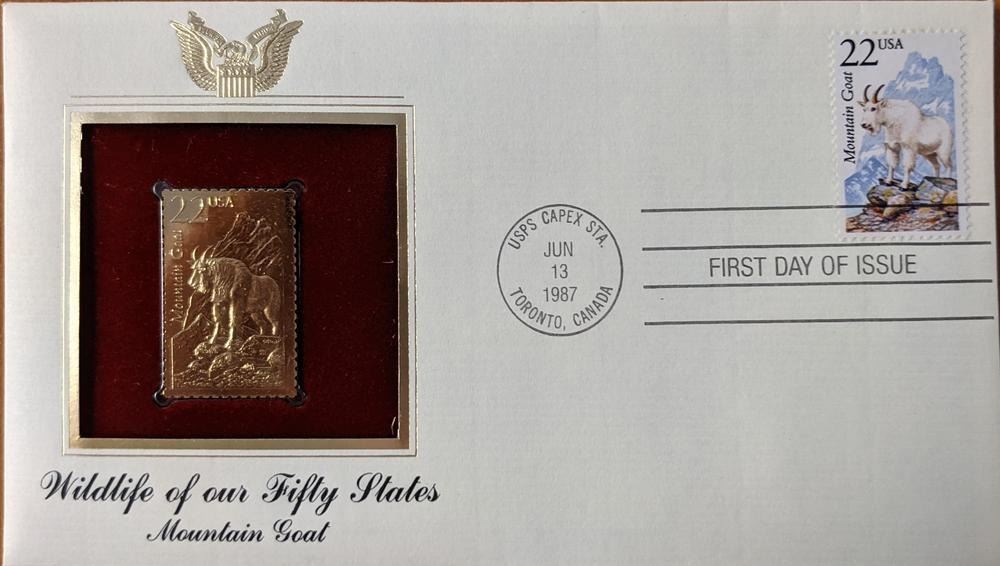 22 USA
Mountain Goat
22 USA
Mountain Goat
USPS CAPEX STA.
JUN
13
1987
TORONTO, CANADA
FIRST DAY OF ISSUE
Wildlife of our Fifty States
Mountain Goat